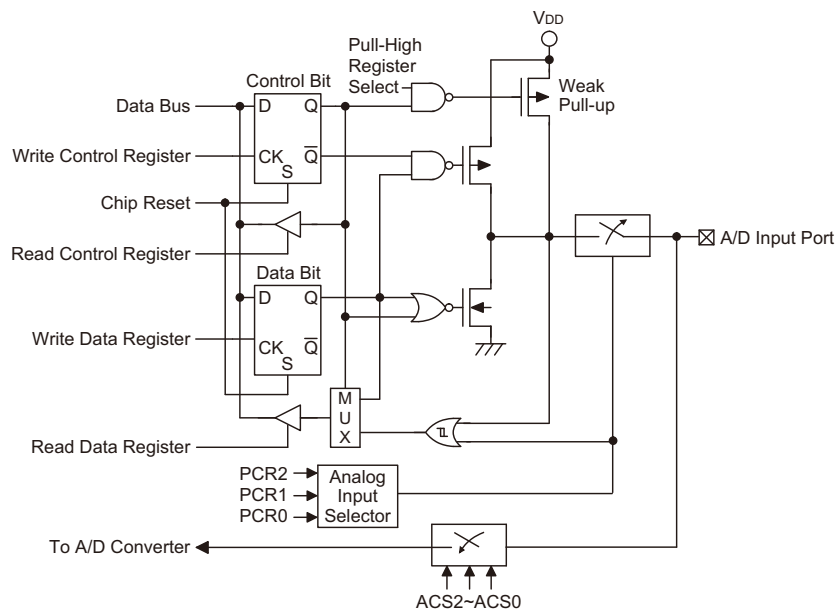 VDD
Pull-High
Register
Select
Weak
Pull-up
Control Bit
Data Bus
D
Q
Write Control Register
CK
Q̅
S
Chip Reset
Read Control Register
A/D Input Port
Data Bit
D
Q
Write Data Register
CK
Q̅
S
M
U
X
Read Data Register
PCR2
PCR1
PCR0
Analog
Input
Selector
To A/D Converter
ACS2~ACS0